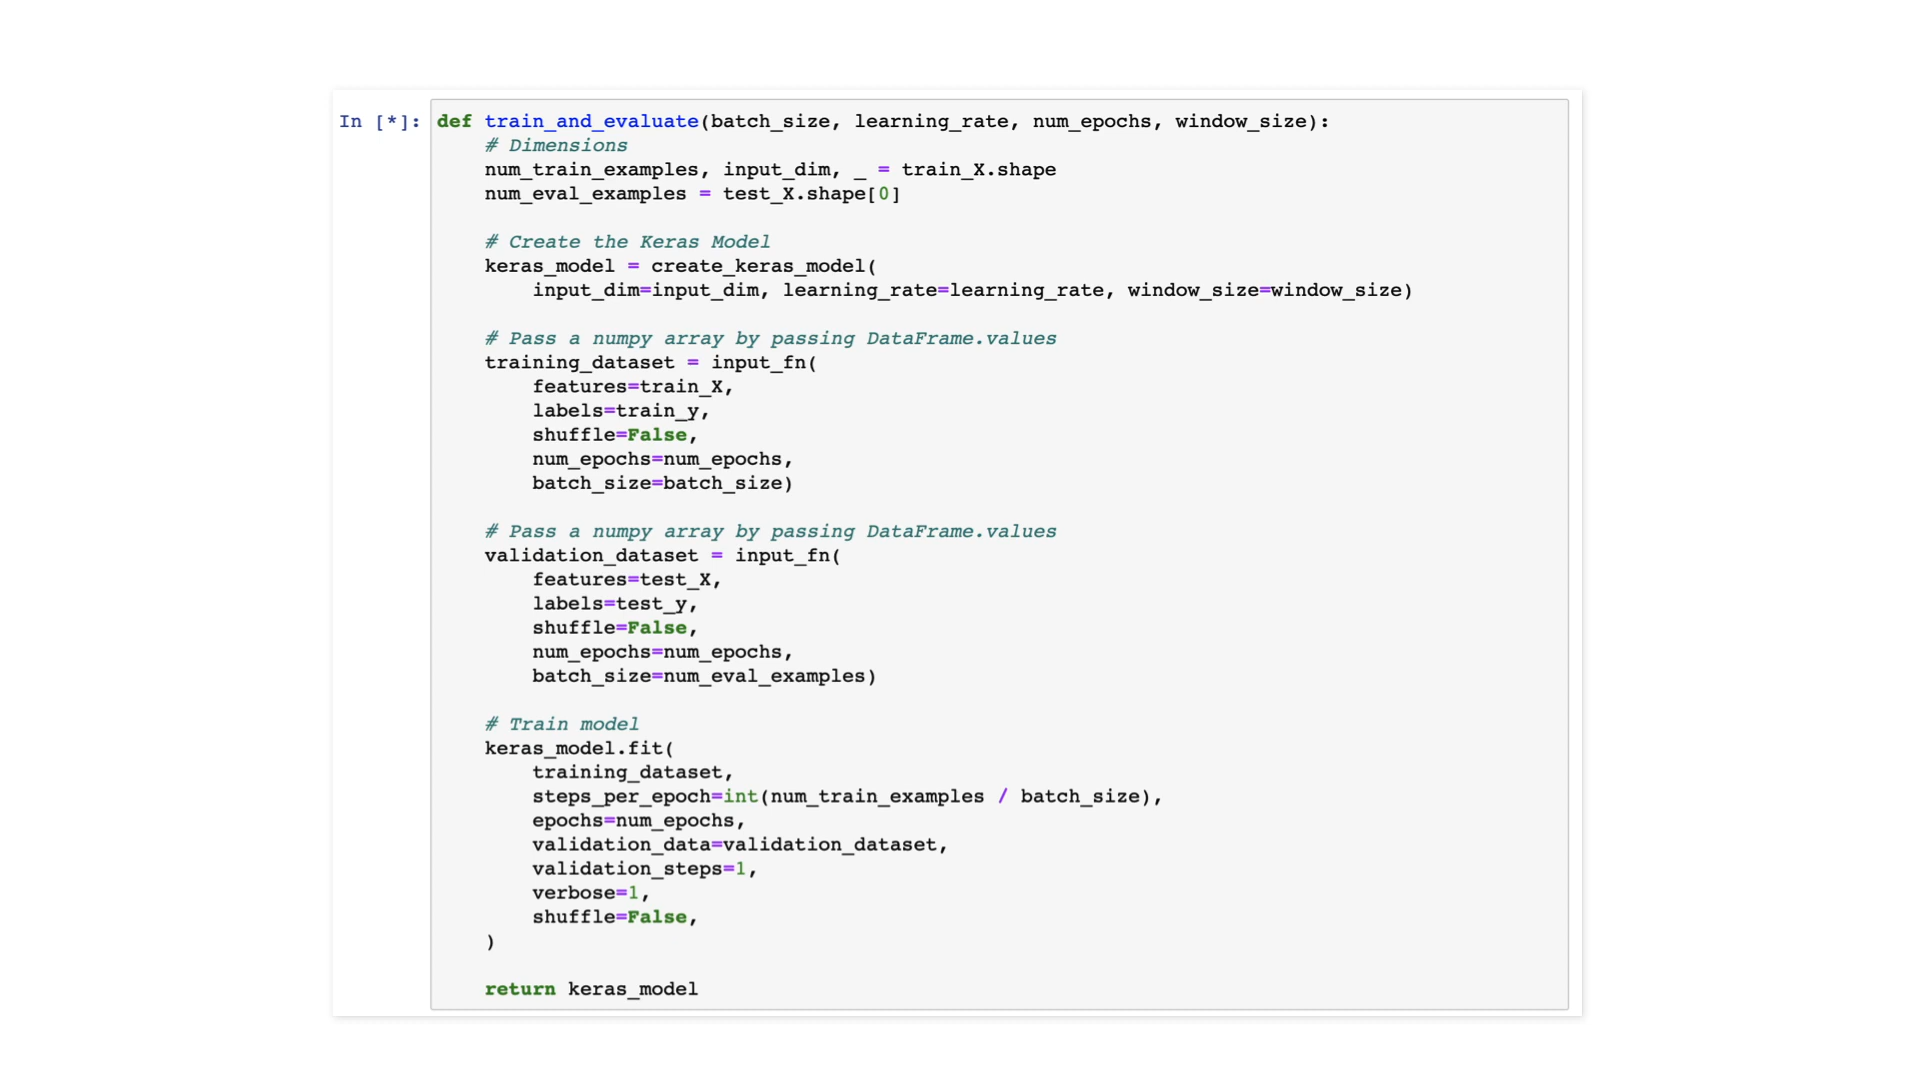 In [*]: def train_and_evaluate(batch_size, learning_rate, num_epochs, window_size):
    # Dimensions
    num_train_examples, input_dim, _ = train_X.shape
    num_eval_examples = test_X.shape[0]

    # Create the Keras Model
    keras_model = create_keras_model(
        input_dim=input_dim, learning_rate=learning_rate, window_size=window_size)

    # Pass a numpy array by passing DataFrame.values
    training_dataset = input_fn(
        features=train_X,
        labels=train_y,
        shuffle=False,
        num_epochs=num_epochs,
        batch_size=batch_size)

    # Pass a numpy array by passing DataFrame.values
    validation_dataset = input_fn(
        features=test_X,
        labels=test_y,
        shuffle=False,
        num_epochs=num_epochs,
        batch_size=num_eval_examples)

    # Train model
    keras_model.fit(
        training_dataset,
        steps_per_epoch=int(num_train_examples / batch_size),
        epochs=num_epochs,
        validation_data=validation_dataset,
        validation_steps=1,
        verbose=1,
        shuffle=False,
    )

    return keras_model